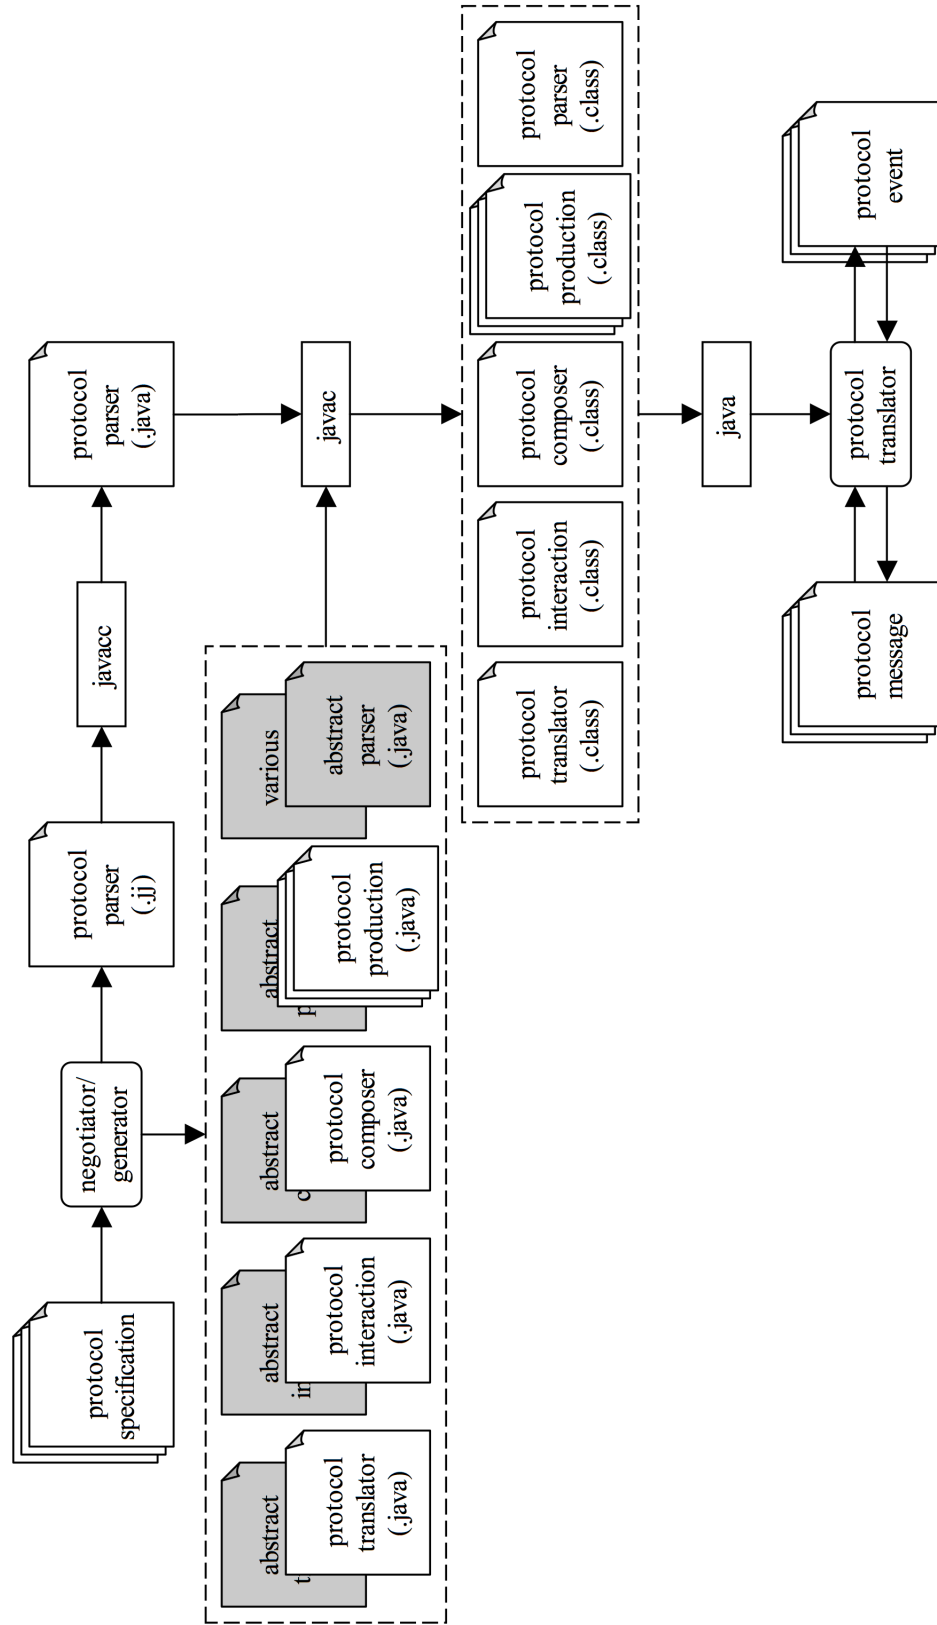 protocol
specification
negotiator/
generator
protocol
parser
(.jj)
javacc
protocol
parser
(.java)
abstract
t
protocol
translator
(.java)
abstract
in
protocol
interaction
(.java)
abstract
c
protocol
composer
(.java)
abstract
p
protocol
production
(.java)
various
abstract
parser
(.java)
javac
protocol
translator
(.class)
protocol
interaction
(.class)
protocol
composer
(.class)
protocol
production
(.class)
protocol
parser
(.class)
java
protocol
message
protocol
translator
protocol
event